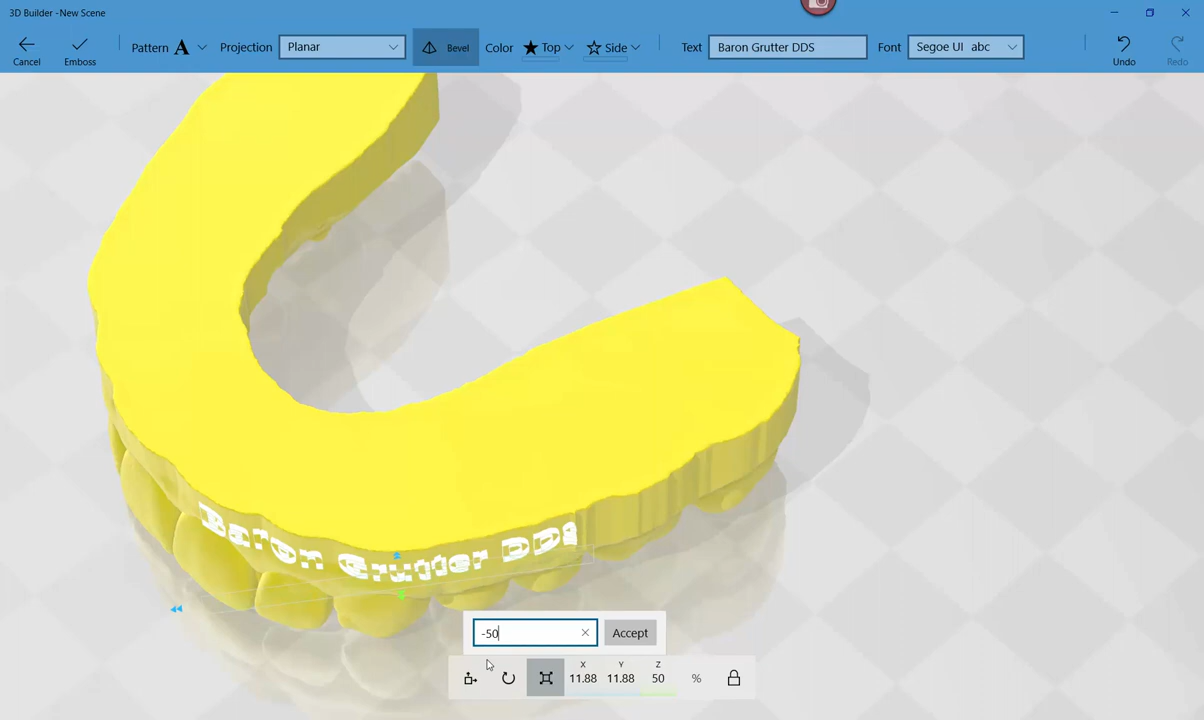 3D Builder -New Scene
Cancel
Emboss
Pattern A
Projection
Planar
Bevel
Color
Top
Side
Text
Baron Grutter DDS
Font
Segoe UI abc
Undo
Redo
Baron Grutter DDS
-50
Accept
X
11.88
Y
11.88
Z
50
%